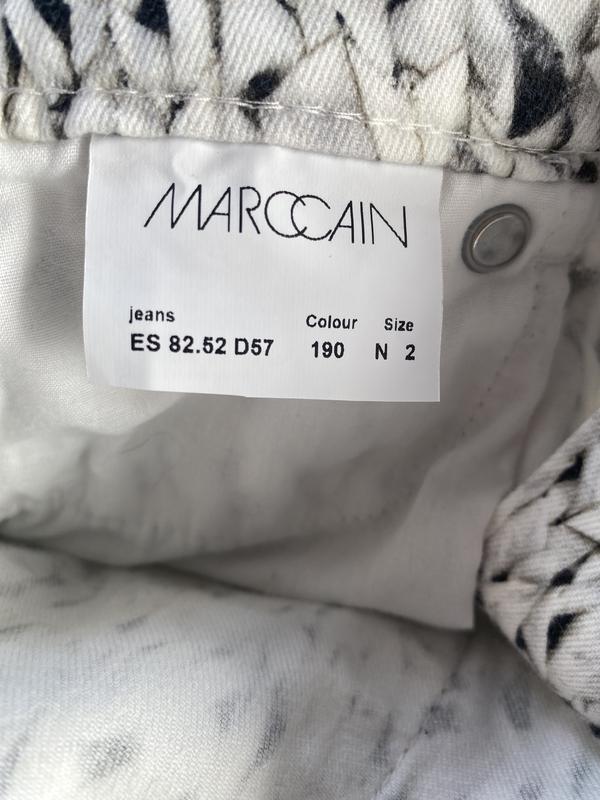 MARCCAIN
jeans Colour Size
ES 82.52 D57 190 N 2